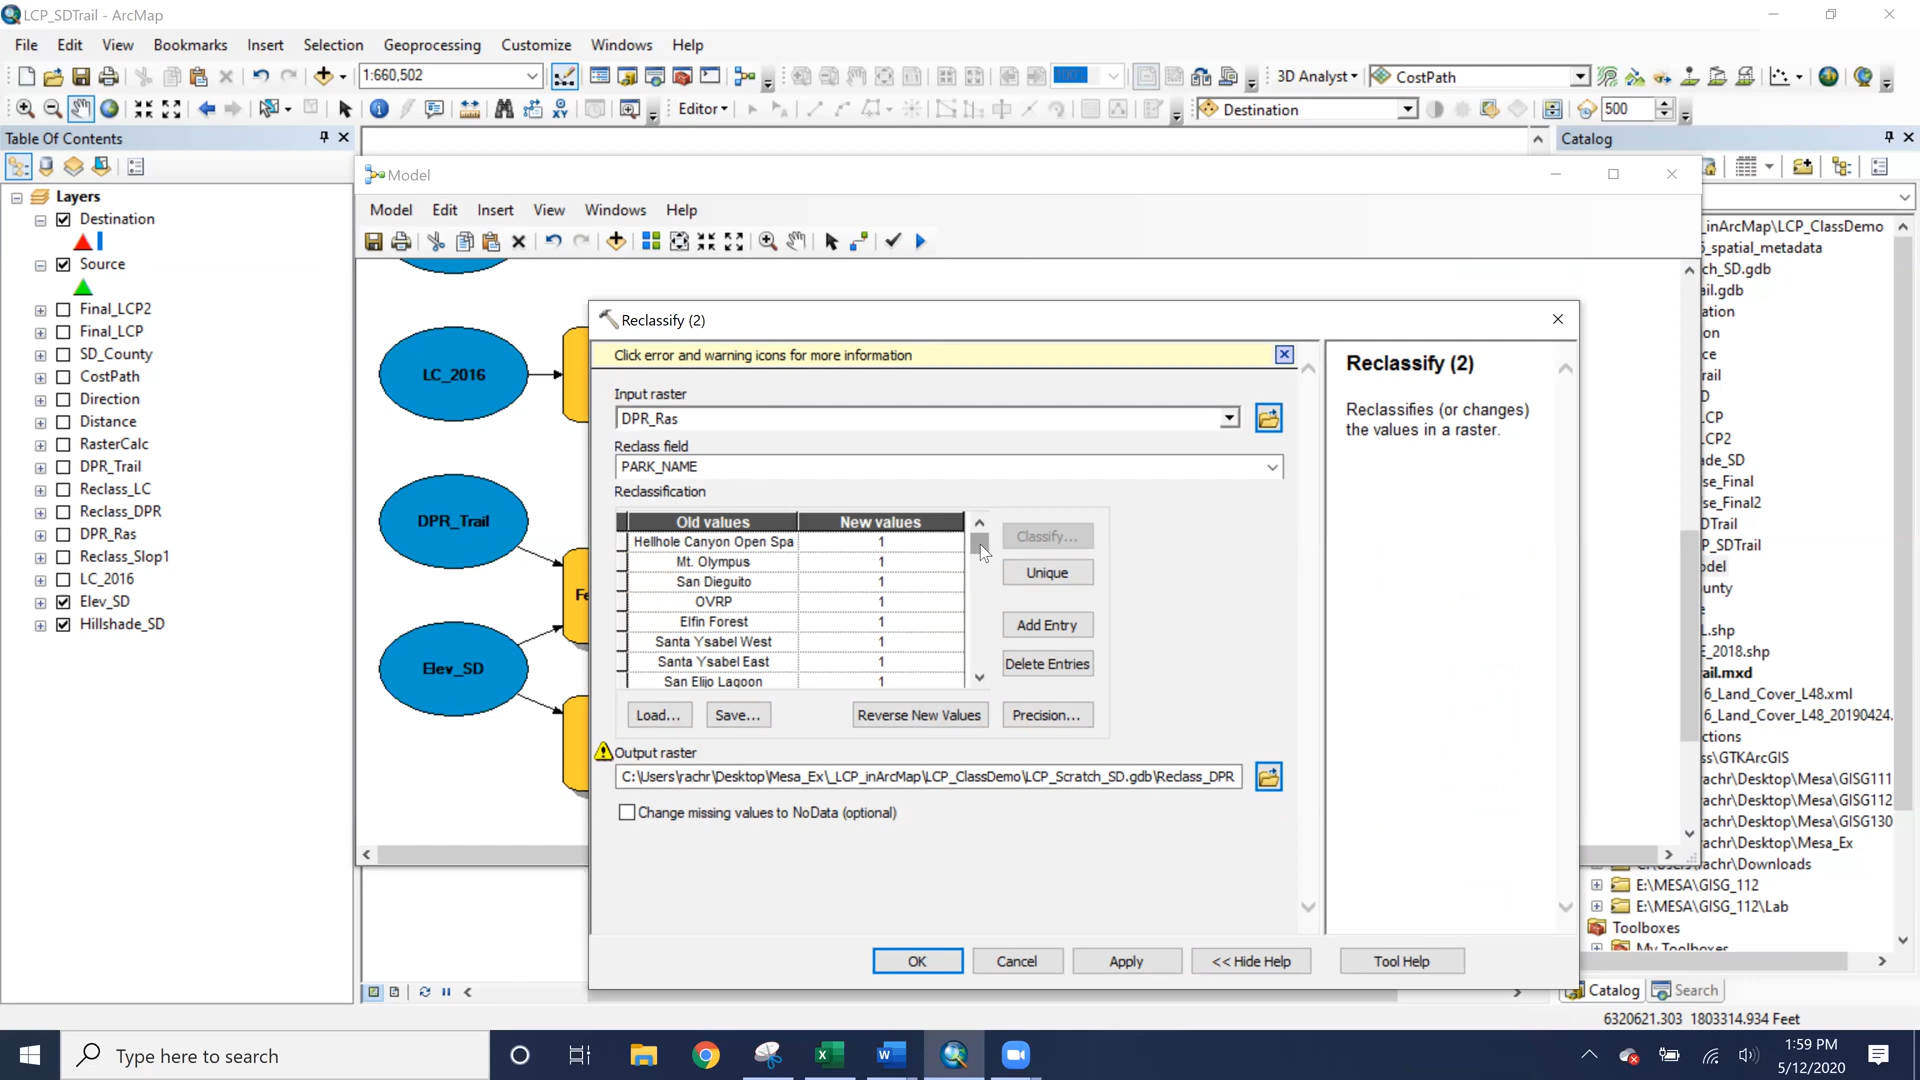 LCP_SDTrail - ArcMap
File Edit View Bookmarks Insert Selection Geoprocessing Customize Windows Help
1:660,502
100%
3D Analyst
CostPath
Editor
Destination
500
Table Of Contents
Catalog
Layers
Destination
Source
Final_LCP2
Final_LCP
SD_County
CostPath
Direction
Distance
RasterCalc
DPR_Trail
Reclass_LC
Reclass_DPR
DPR_Ras
Reclass_Slop1
LC_2016
Elev_SD
Hillshade_SD
Model
Model Edit Insert View Windows Help
LC_2016
DPR_Trail
Fe
Elev_SD
Reclassify (2)
Click error and warning icons for more information
Input raster
DPR_Ras
Reclass field
PARK_NAME
Reclassification
Old values New values
Hellhole Canyon Open Spa 1
Mt. Olympus 1
San Dieguito 1
OVRP 1
Elfin Forest 1
Santa Ysabel West 1
Santa Ysabel East 1
San Elijo Lagoon 1
Classify...
Unique
Add Entry
Delete Entries
Load... Save... Reverse New Values Precision...
Output raster
C:\Users\rachr\Desktop\Mesa_Ex\_LCP_inArcMap\LCP_ClassDemo\LCP_Scratch_SD.gdb\Reclass_DPR
Change missing values to NoData (optional)
OK Cancel Apply << Hide Help Tool Help
Reclassify (2)
Reclassifies (or changes)
the values in a raster.
_inArcMap\LCP_ClassDemo
_spatial_metadata
ch_SD.gdb
ail.gdb
ation
on
ce
rail
D
CP
CP2
ade_SD
se_Final
se_Final2
DTrail
P_SDTrail
odel
unty
L.shp
E_2018.shp
ail.mxd
6_Land_Cover_L48.xml
6_Land_Cover_L48_20190424.
ctions
ss\GTKArcGIS
achr\Desktop\Mesa\GISG111
achr\Desktop\Mesa\GISG112
achr\Desktop\Mesa\GISG130
achr\Desktop\Mesa_Ex
C:\Users\rachr\Downloads
E:\MESA\GISG_112
E:\MESA\GISG_112\Lab
Toolboxes
My Toolboxes
Catalog Search
6320621.303 1803314.934 Feet
Type here to search
1:59 PM
5/12/2020